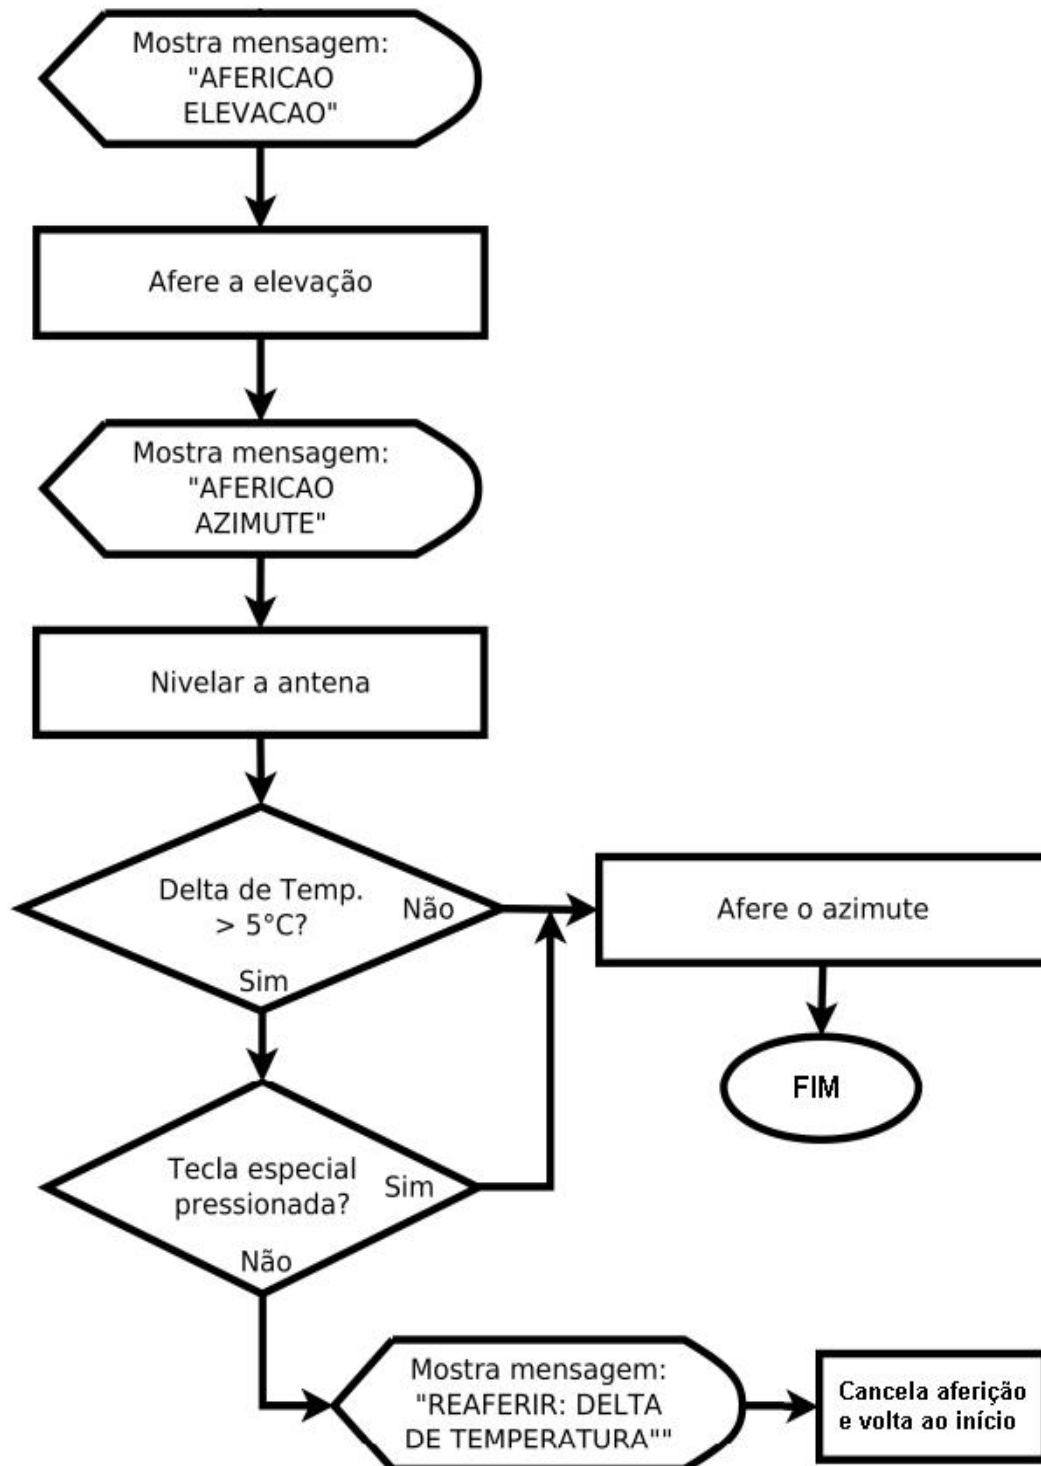 Mostra mensagem:
"AFERICAO
ELEVACAO"
Afere a elevação
Mostra mensagem:
"AFERICAO
AZIMUTE"
Nivelar a antena
Delta de Temp.
> 5°C?
Não
Sim
Afere o azimute
FIM
Tecla especial
pressionada?
Sim
Não
Mostra mensagem:
"REAFERIR: DELTA
DE TEMPERATURA""
Cancela aferição
e volta ao início